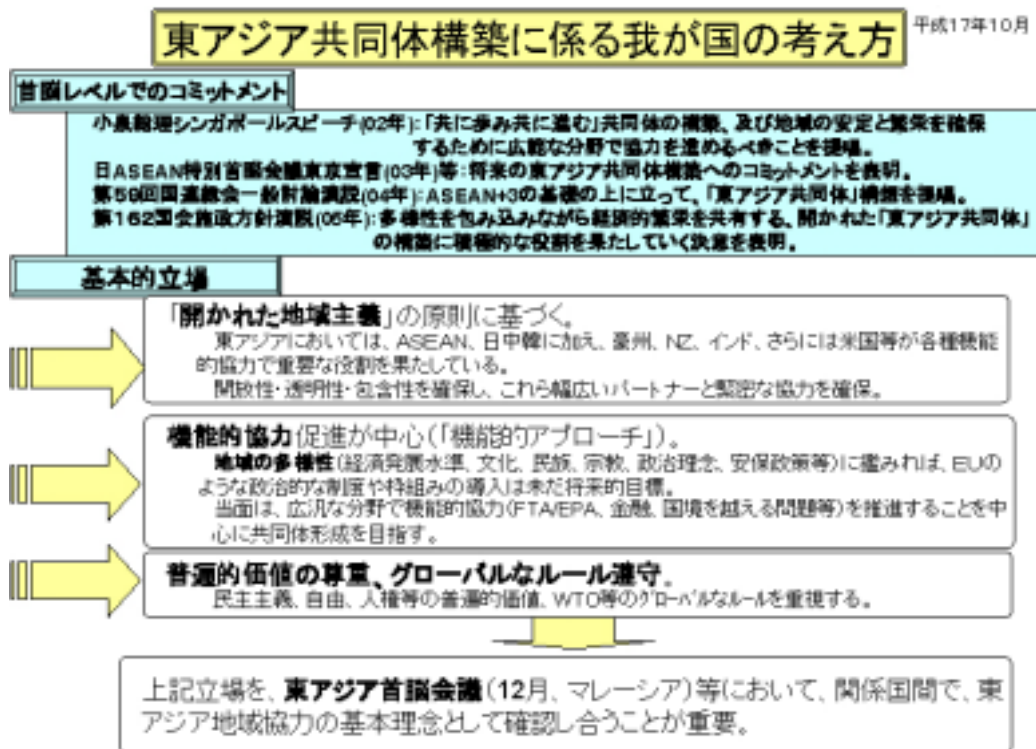 東アジア共同体構築に係る我が国の考え方
平成17年10月
首脳レベルでのコミットメント
小泉総理シンガポールスピーチ(02年):「共に歩み共に進む」共同体の構築、及び地域の安定と繁栄を確保
するために広範な分野で協力を進めるべきことを提唱。
日ASEAN特別首脳会議東京宣言(03年)等:将来の東アジア共同体構築へのコミットメントを表明。
第59回国連総会一般討論演説(04年):ASEAN+3の基礎の上に立って、「東アジア共同体」構想を提唱。
第162国会施政方針演説(05年):多様性を包み込みながら経済的繁栄を共有する、開かれた「東アジア共同体」
の構築に積極的な役割を果たしていく決意を表明。
基本的立場
「開かれた地域主義」の原則に基づく。
東アジアにおいては、ASEAN、日中韓に加え、豪州、NZ、インド、さらには米国等が各種機能
的協力で重要な役割を果たしている。
開放性・透明性・包含性を確保し、これら幅広いパートナーと緊密な協力を確保。
機能的協力促進が中心(「機能的アプローチ」)。
地域の多様性(経済発展水準、文化、民族、宗教、政治理念、安保政策等)に鑑みれば、EUの
ような政治的な制度や枠組みの導入は未だ将来的目標。
当面は、広汎な分野で機能的協力(FTA/EPA、金融、国境を越える問題等)を推進することを中
心に共同体形成を目指す。
普遍的価値の尊重、グローバルなルール遵守。
民主主義、自由、人権等の普遍的価値、WTO等のグローバルなルールを重視する。
上記立場を、東アジア首脳会議(12月、マレーシア)等において、関係国間で、東
アジア地域協力の基本理念として確認し合うことが重要。